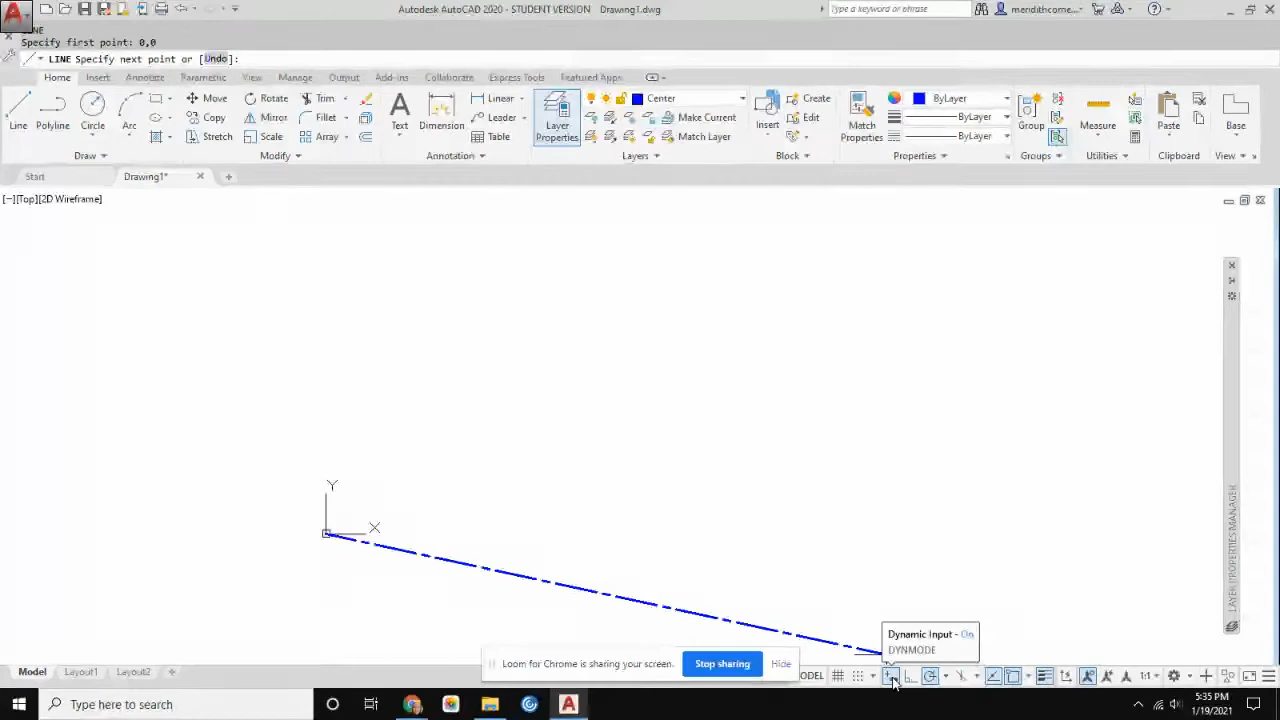 Autodesk AutoCAD 2020 - STUDENT VERSION Drawing1.dwg
Type a keyword or phrase
meridithcome...
INE
Specify first point: 0,0
LINE Specify next point or [Undo]:
Home Insert Annotate Parametric View Manage Output Add-ins Collaborate Express Tools Featured Apps
Line Polyline Circle Arc
Move Rotate Trim
Copy Mirror Fillet
Stretch Scale Array
Text Dimension
Linear
Leader
Table
Layer Properties
Center
Make Current
Match Layer
Insert
Create
Edit
Match Properties
ByLayer
ByLayer
ByLayer
Group
Measure
Paste
Base
Draw Modify Annotation Layers Block Properties Groups Utilities Clipboard View
Start Drawing1*
[−][Top][2D Wireframe]
Y
X
LAYER PROPERTIES MANAGER
Dynamic Input - On
DYNMODE
Loom for Chrome is sharing your screen. Stop sharing Hide
Model Layout1 Layout2
ODEL
1:1
Type here to search
5:35 PM
1/19/2021